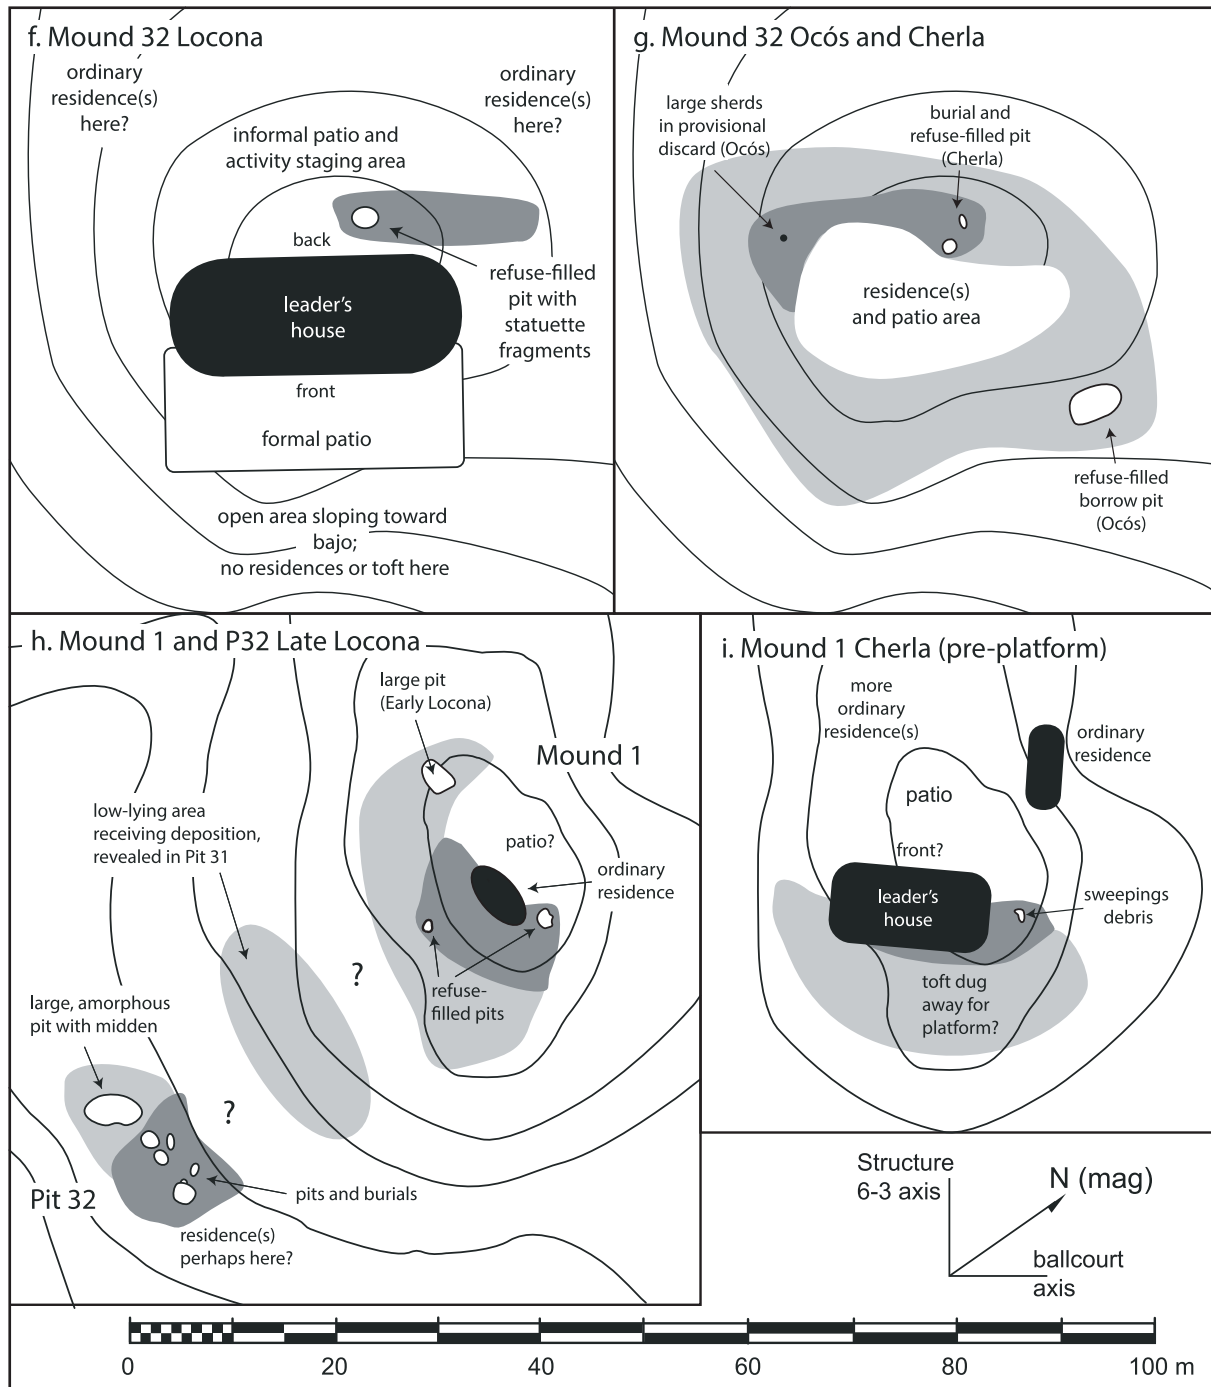 f. Mound 32 Locona
ordinary
residence(s)
here?
ordinary
residence(s)
here?
informal patio and
activity staging area
back
leader's
house
refuse-filled
pit with
statuette
fragments
front
formal patio
open area sloping toward
bajo;
no residences or toft here
g. Mound 32 Ocós and Cherla
large sherds
in provisional
discard (Ocós)
burial and
refuse-filled pit
(Cherla)
residence(s)
and patio area
refuse-filled
borrow pit
(Ocós)
h. Mound 1 and P32 Late Locona
large pit
(Early Locona)
Mound 1
low-lying area
receiving deposition,
revealed in Pit 31
patio?
ordinary
residence
?
refuse-
filled pits
large, amorphous
pit with midden
?
Pit 32
pits and burials
residence(s)
perhaps here?
i. Mound 1 Cherla (pre-platform)
more
ordinary
residence(s)
ordinary
residence
patio
front?
leader's
house
sweepings
debris
toft dug
away for
platform?
Structure
6-3 axis
N (mag)
ballcourt
axis
0 20 40 60 80 100 m